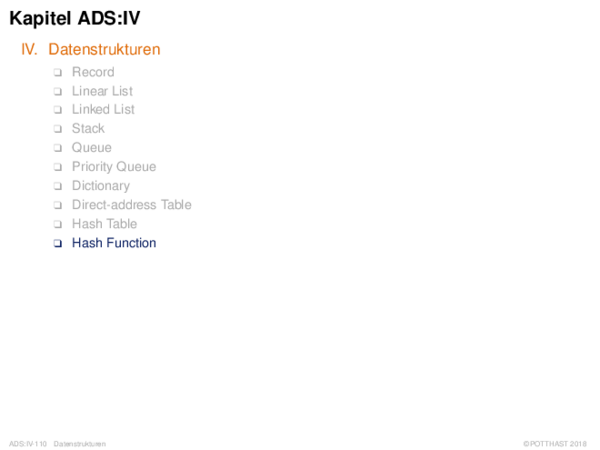 Kapitel ADS:IV
IV. Datenstrukturen
❑ Record
❑ Linear List
❑ Linked List
❑ Stack
❑ Queue
❑ Priority Queue
❑ Dictionary
❑ Direct-address Table
❑ Hash Table
❑ Hash Function
ADS:IV-110 Datenstrukturen ©POTTHAST 2018